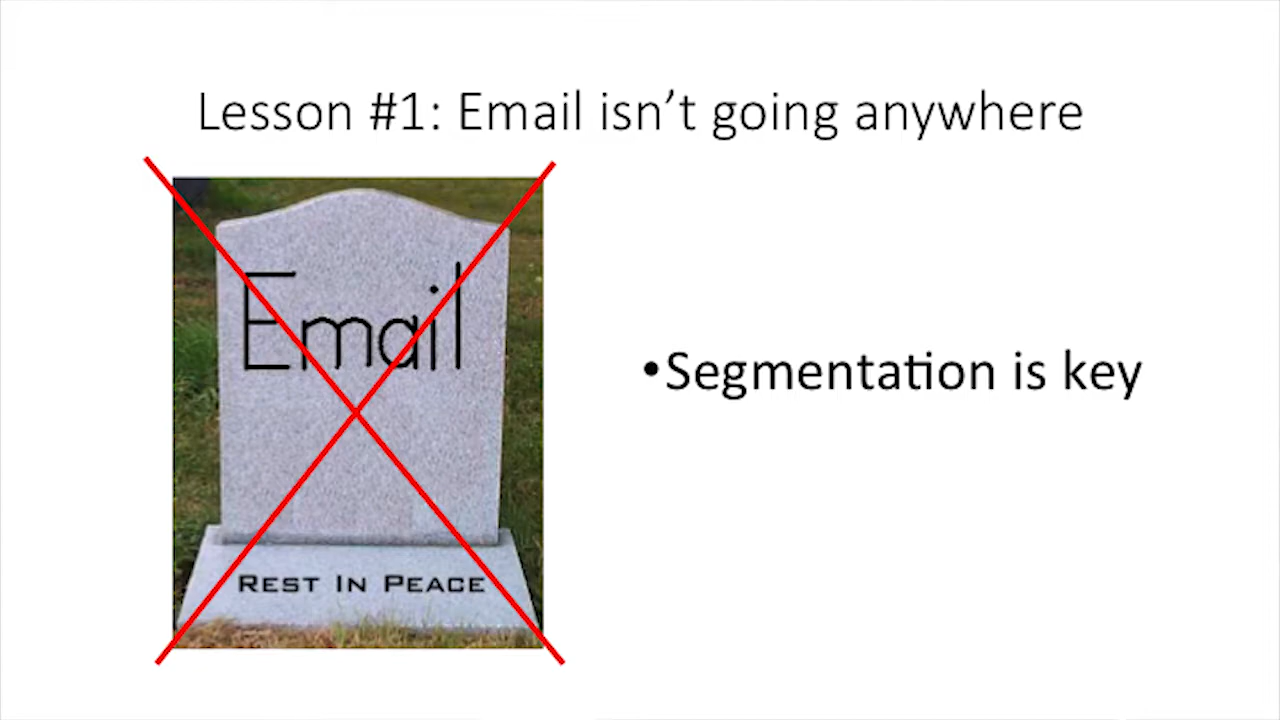 Lesson #1: Email isn’t going anywhere
Email
REST IN PEACE
•Segmentation is key